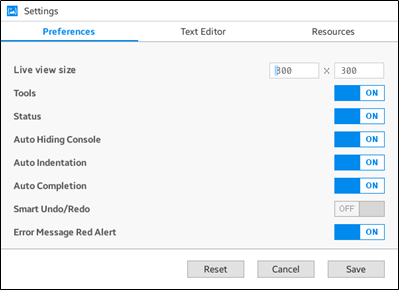 Settings
Preferences Text Editor Resources
Live view size 300 X 300
Tools ON
Status ON
Auto Hiding Console ON
Auto Indentation ON
Auto Completion ON
Smart Undo/Redo OFF
Error Message Red Alert ON
Reset Cancel Save